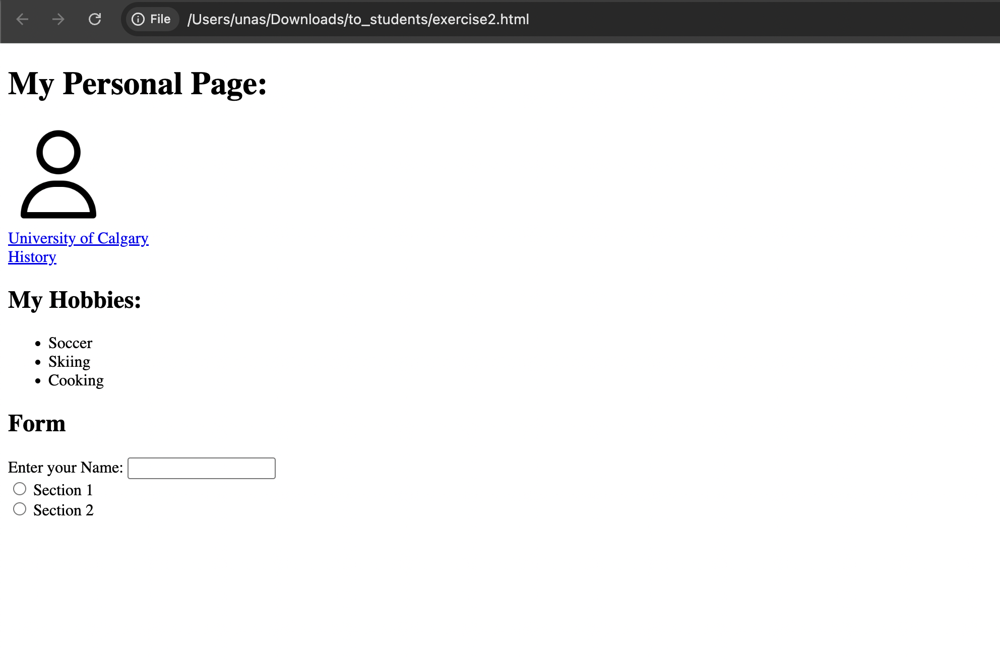 File /Users/unas/Downloads/to_students/exercise2.html
My Personal Page:
University of Calgary
History
My Hobbies:
• Soccer
• Skiing
• Cooking
Form
Enter your Name:
Section 1
Section 2